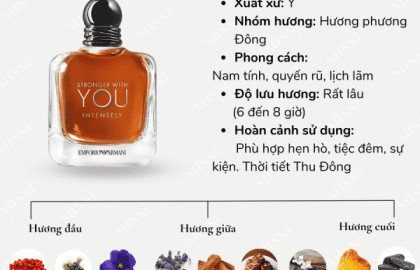 • Xuất xứ: Ý
• Nhóm hương: Hương phương
Đông
• Phong cách:
Nam tính, quyến rũ, lịch lãm
• Độ lưu hương: Rất lâu
(6 đến 8 giờ)
• Hoàn cảnh sử dụng:
Phù hợp hẹn hò, tiệc đêm, sự
kiện. Thời tiết Thu Đông
STRONGER WITH
YOU
INTENSELY
EMPORIO ARMANI
Hương đầu
Hương giữa
Hương cuối